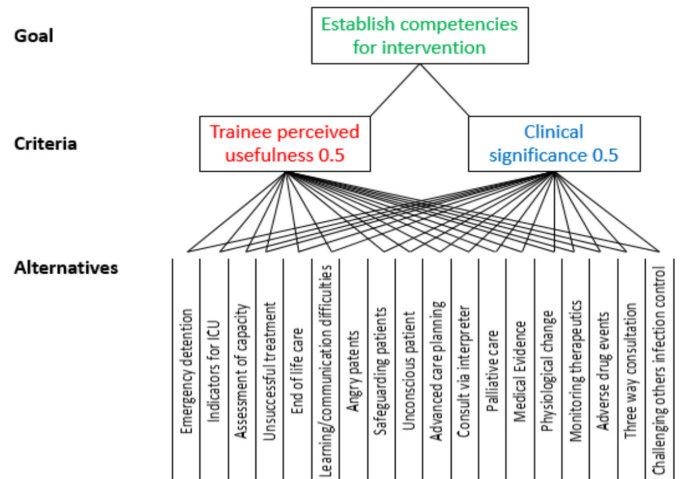 Goal
Establish competencies
for intervention
Criteria
Trainee perceived
usefulness 0.5
Clinical
significance 0.5
Alternatives
Emergency detention
Indicators for ICU
Assessment of capacity
Unsuccessful treatment
End of life care
Learning/communication difficulties
Angry patents
Safeguarding patients
Unconscious patient
Advanced care planning
Consult via interpreter
Palliative care
Medical Evidence
Physiological change
Monitoring therapeutics
Adverse drug events
Three way consultation
Challenging others infection control